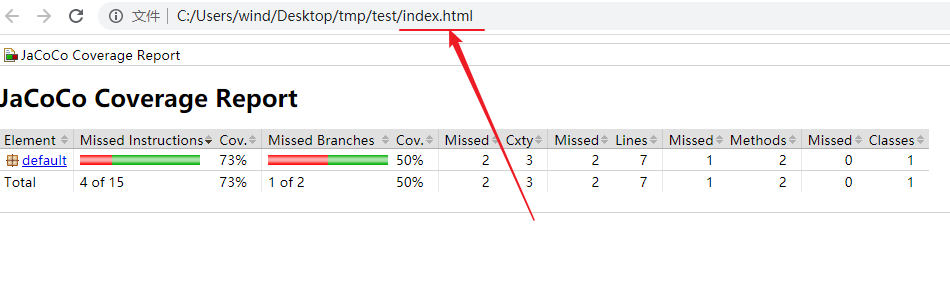 文件 C:/Users/wind/Desktop/tmp/test/index.html
JaCoCo Coverage Report
JaCoCo Coverage Report
Element Missed Instructions Cov. Missed Branches Cov. Missed Cxty Missed Lines Missed Methods Missed Classes
default 73% 50% 2 3 2 7 1 2 0 1
Total 4 of 15 73% 1 of 2 50% 2 3 2 7 1 2 0 1